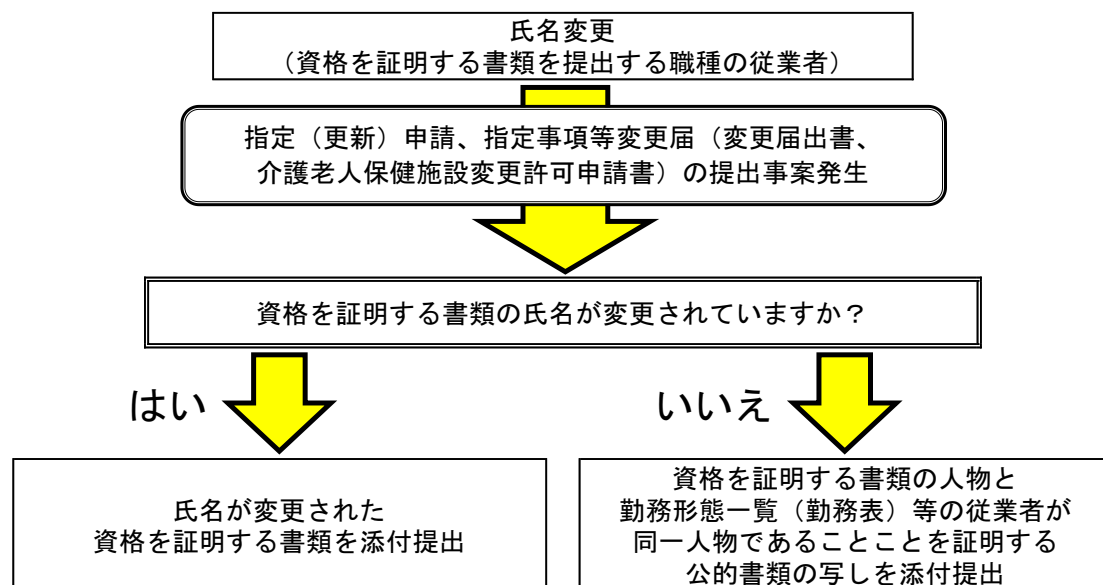 氏名変更
（資格を証明する書類を提出する職種の従業者）
指定（更新）申請、指定事項等変更届（変更届出書、
介護老人保健施設変更許可申請書）の提出事案発生
資格を証明する書類の氏名が変更されていますか？
はい
いいえ
氏名が変更された
資格を証明する書類を添付提出
資格を証明する書類の人物と
勤務形態一覧（勤務表）等の従業者が
同一人物であることことを証明する
公的書類の写しを添付提出